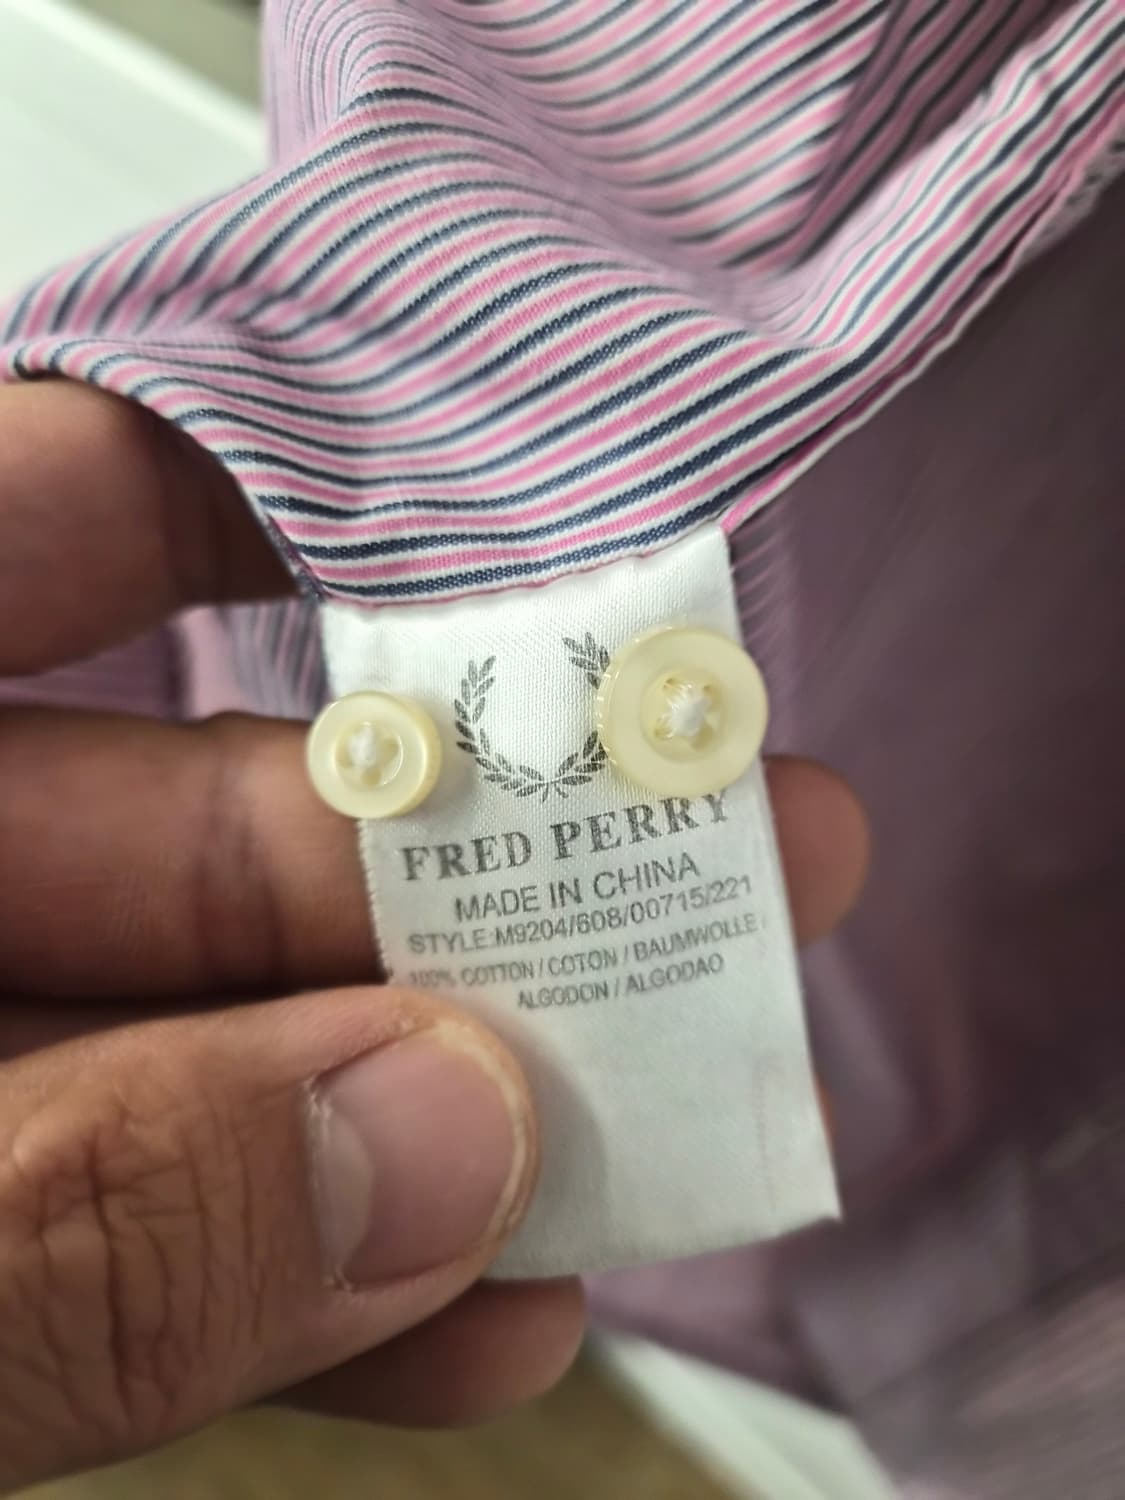 FRED PERRY
MADE IN CHINA
STYLE:M9204/608/00715/221
100% COTTON / COTON / BAUMWOLLE /
ALGODON / ALGODAO